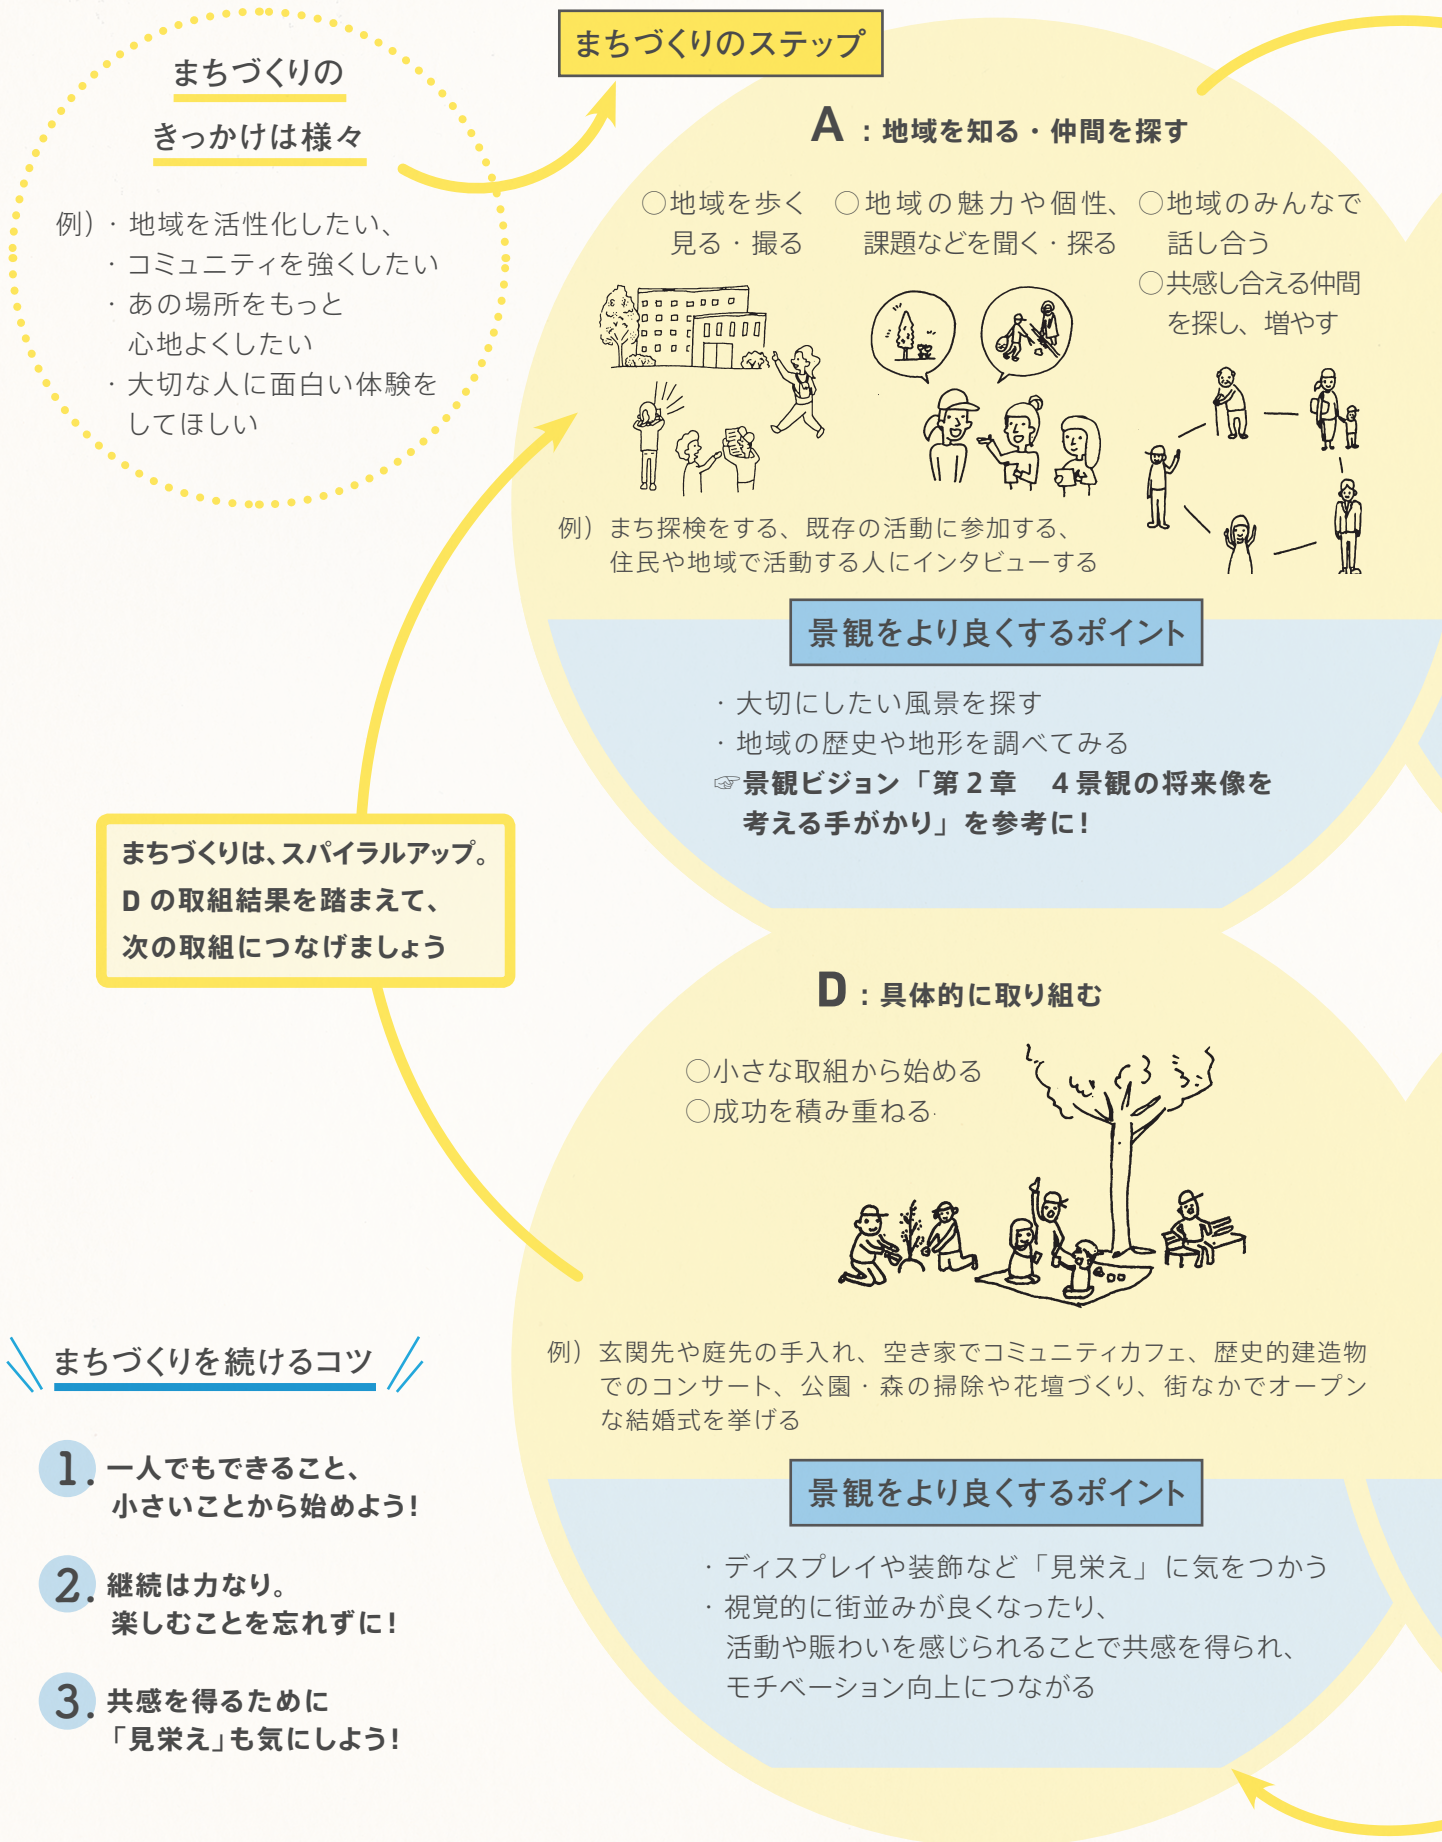 まちづくりの
きっかけは様々
例）・地域を活性化したい、
・コミュニティを強くしたい
・あの場所をもっと
心地よくしたい
・大切な人に面白い体験を
してほしい
まちづくりのステップ
A：地域を知る・仲間を探す
○地域を歩く
見る・撮る
○地域の魅力や個性、
課題などを聞く・探る
○地域のみんなで
話し合う
○共感し合える仲間
を探し、増やす
例）まち探検をする、既存の活動に参加する、
住民や地域で活動する人にインタビューする
景観をより良くするポイント
・大切にしたい風景を探す
・地域の歴史や地形を調べてみる
☞景観ビジョン「第２章　４景観の将来像を
考える手がかり」を参考に！
まちづくりは、スパイラルアップ。
D の取組結果を踏まえて、
次の取組につなげましょう
D：具体的に取り組む
○小さな取組から始める
○成功を積み重ねる
例）玄関先や庭先の手入れ、空き家でコミュニティカフェ、歴史的建造物
でのコンサート、公園・森の掃除や花壇づくり、街なかでオープン
な結婚式を挙げる
景観をより良くするポイント
・ディスプレイや装飾など「見栄え」に気をつかう
・視覚的に街並みが良くなったり、
活動や賑わいを感じられることで共感を得られ、
モチベーション向上につながる
まちづくりを続けるコツ
1. 一人でもできること、
小さいことから始めよう！
2. 継続は力なり。
楽しむことを忘れずに！
3. 共感を得るために
「見栄え」も気にしよう！